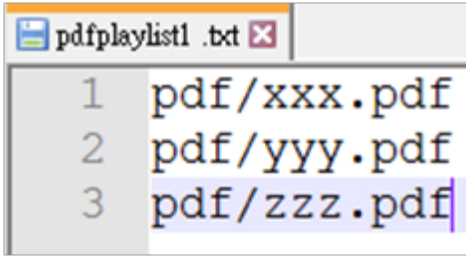 pdfplaylist1 .txt
1 pdf/xxx.pdf
2 pdf/yyy.pdf
3 pdf/zzz.pdf